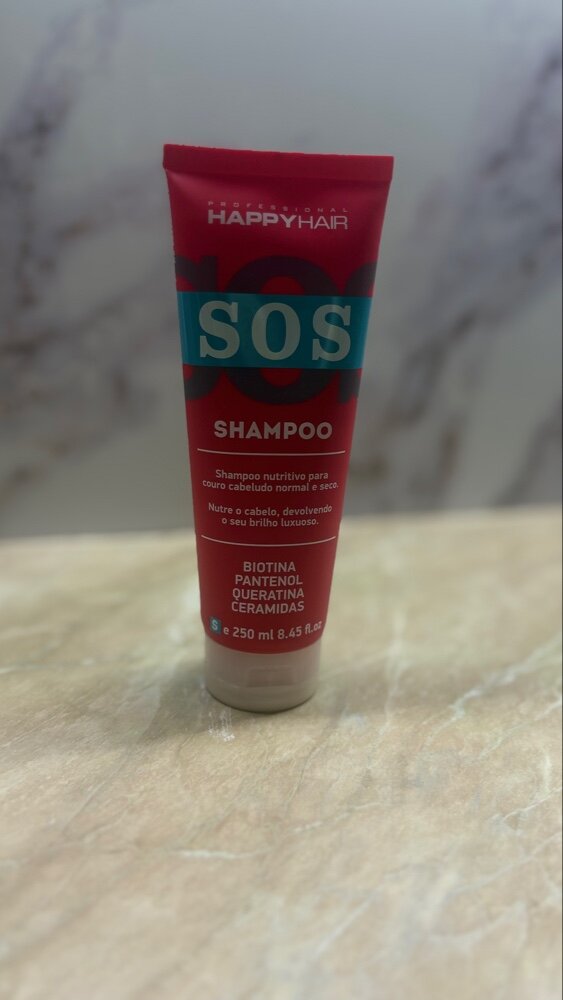 PROFESSIONAL
HAPPYHAIR
SOS
SHAMPOO
Shampoo nutritivo para
couro cabeludo normal e seco.
Nutre o cabelo, devolvendo
o seu brilho luxuoso.
BIOTINA
PANTENOL
QUERATINA
CERAMIDAS
S e 250 ml 8.45 fl.oz